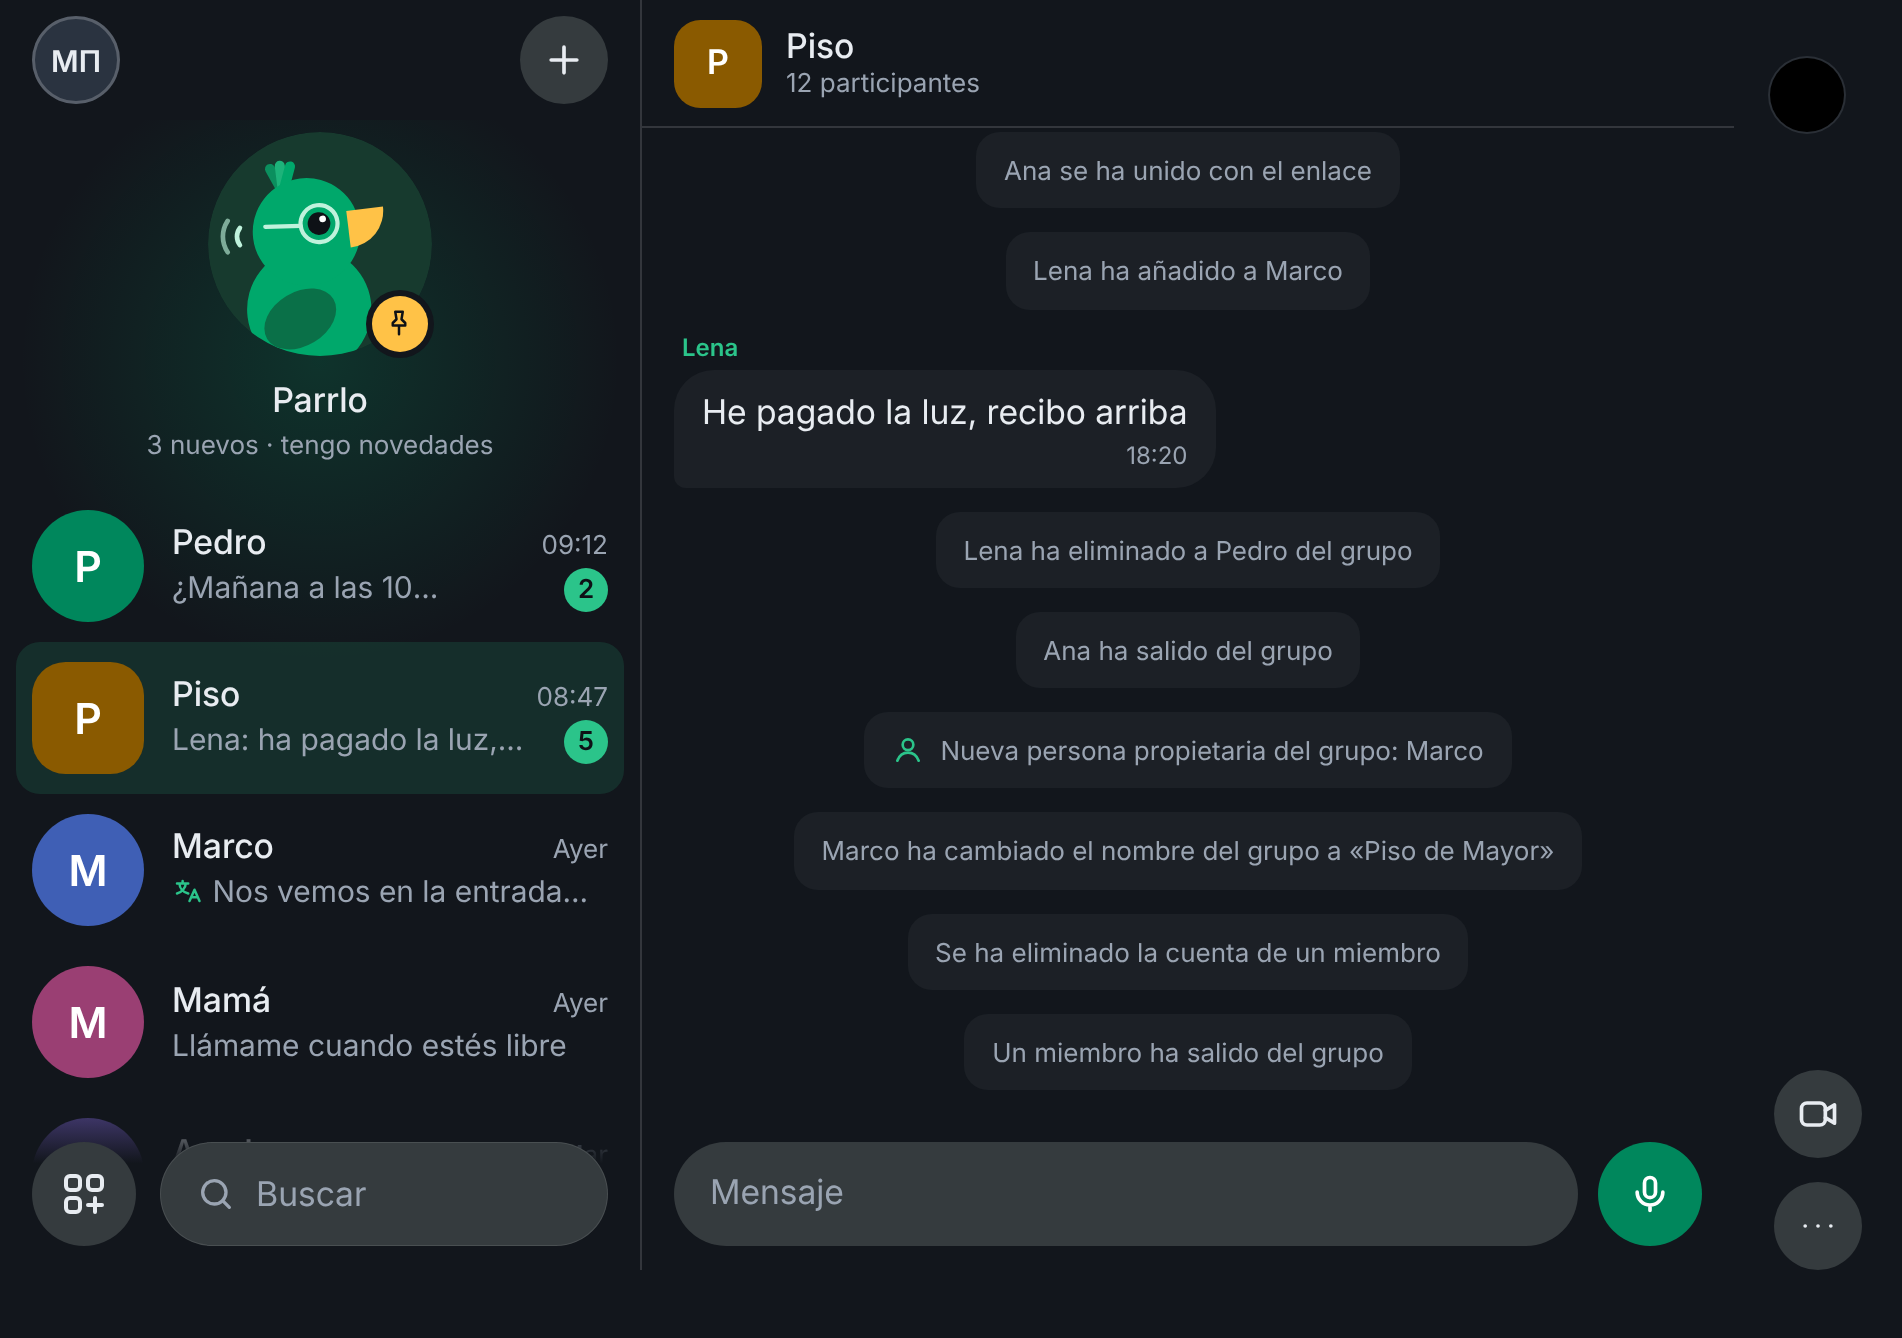 МП
Parrlo
3 nuevos · tengo novedades
Pedro
09:12
¿Mañana a las 10...
2
P
Piso
08:47
Lena: ha pagado la luz,...
5
P
Marco
Ayer
Nos vemos en la entrada...
M
Mamá
Ayer
Llámame cuando estés libre
M
Buscar
P
Piso
12 participantes
Ana se ha unido con el enlace
Lena ha añadido a Marco
Lena
He pagado la luz, recibo arriba
18:20
Lena ha eliminado a Pedro del grupo
Ana ha salido del grupo
Nueva persona propietaria del grupo: Marco
Marco ha cambiado el nombre del grupo a «Piso de Mayor»
Se ha eliminado la cuenta de un miembro
Un miembro ha salido del grupo
Mensaje